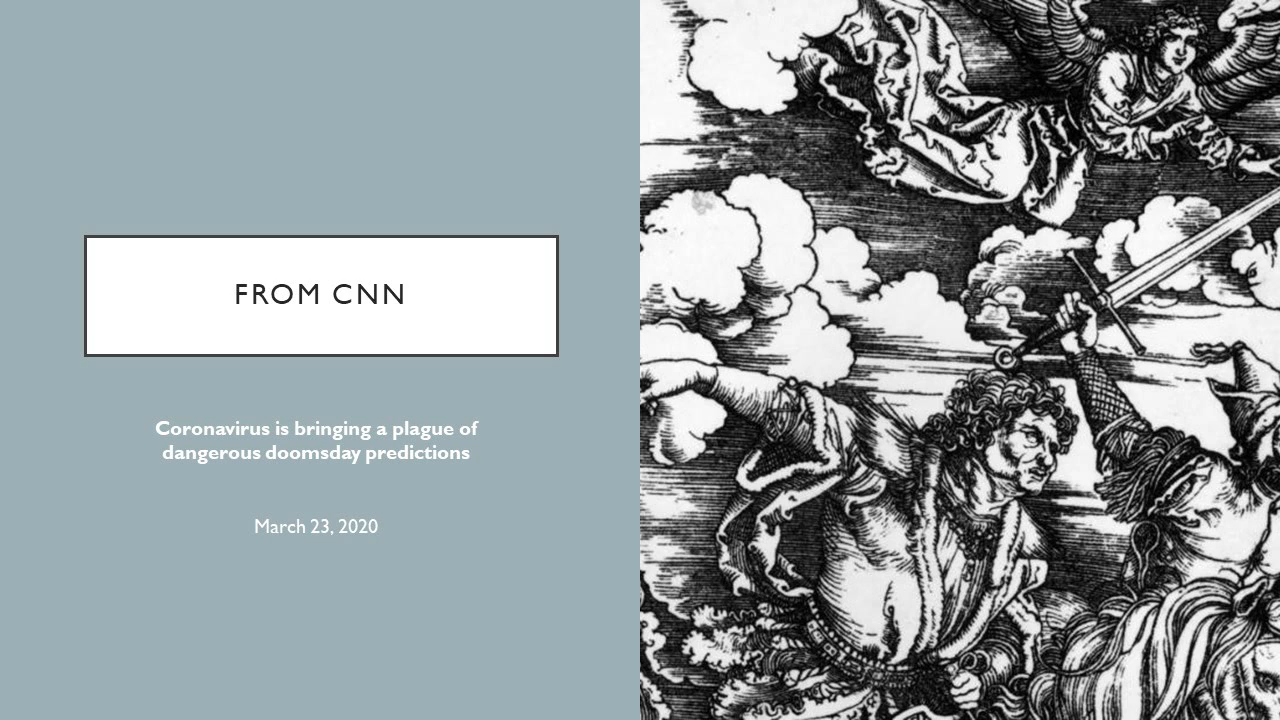 FROM CNN
Coronavirus is bringing a plague of
dangerous doomsday predictions
March 23, 2020